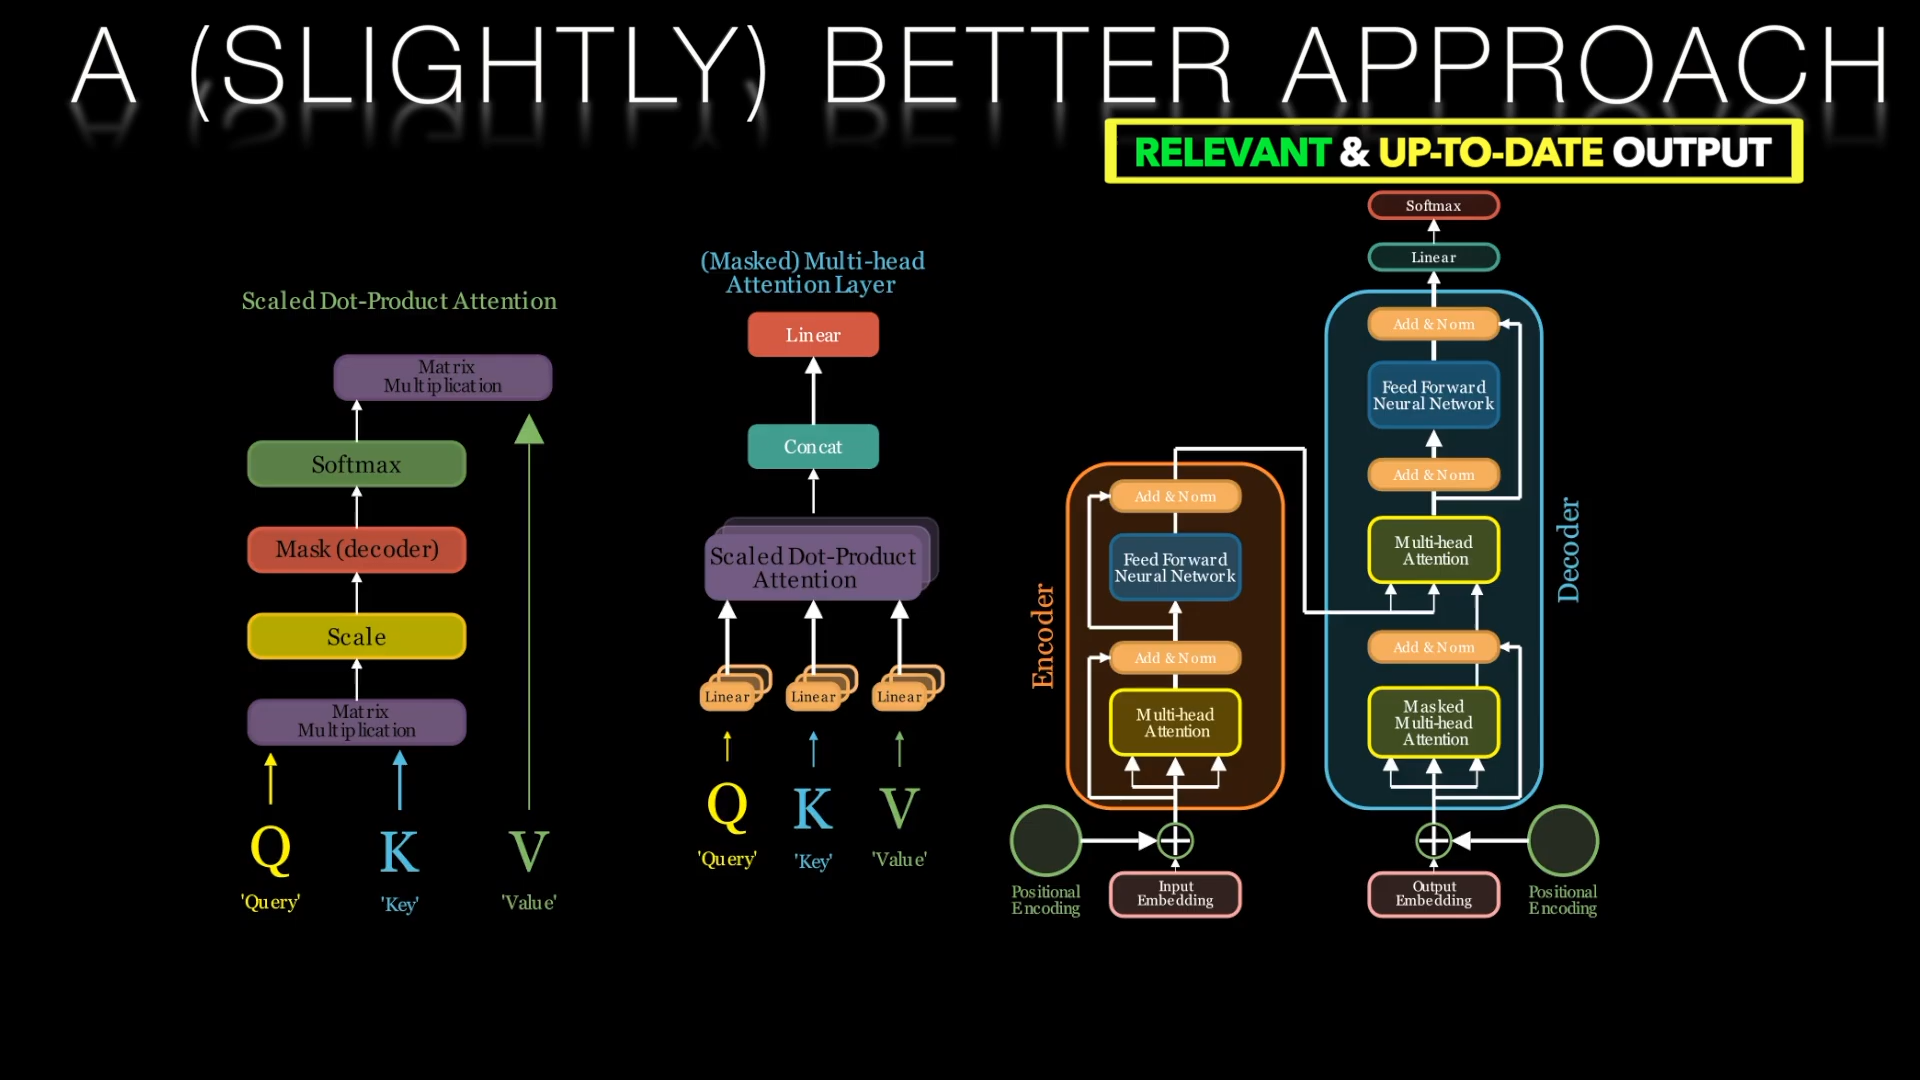 A (SLIGHTLY) BETTER APPROACH
RELEVANT & UP-TO-DATE OUTPUT
Scaled Dot-Product Attention
Matrix
Multiplication
Softmax
Mask (decoder)
Scale
Matrix
Multiplication
Q
K
V
'Query'
'Key'
'Value'
(Masked) Multi-head
Attention Layer
Linear
Concat
Scaled Dot-Product
Attention
Linear
Linear
Linear
Q
K
V
'Query'
'Key'
'Value'
Encoder
Add & Norm
Feed Forward
Neural Network
Add & Norm
Multi-head
Attention
Positional
Encoding
Input
Embedding
Softmax
Linear
Add & Norm
Feed Forward
Neural Network
Add & Norm
Multi-head
Attention
Decoder
Add & Norm
Masked
Multi-head
Attention
Output
Embedding
Positional
Encoding